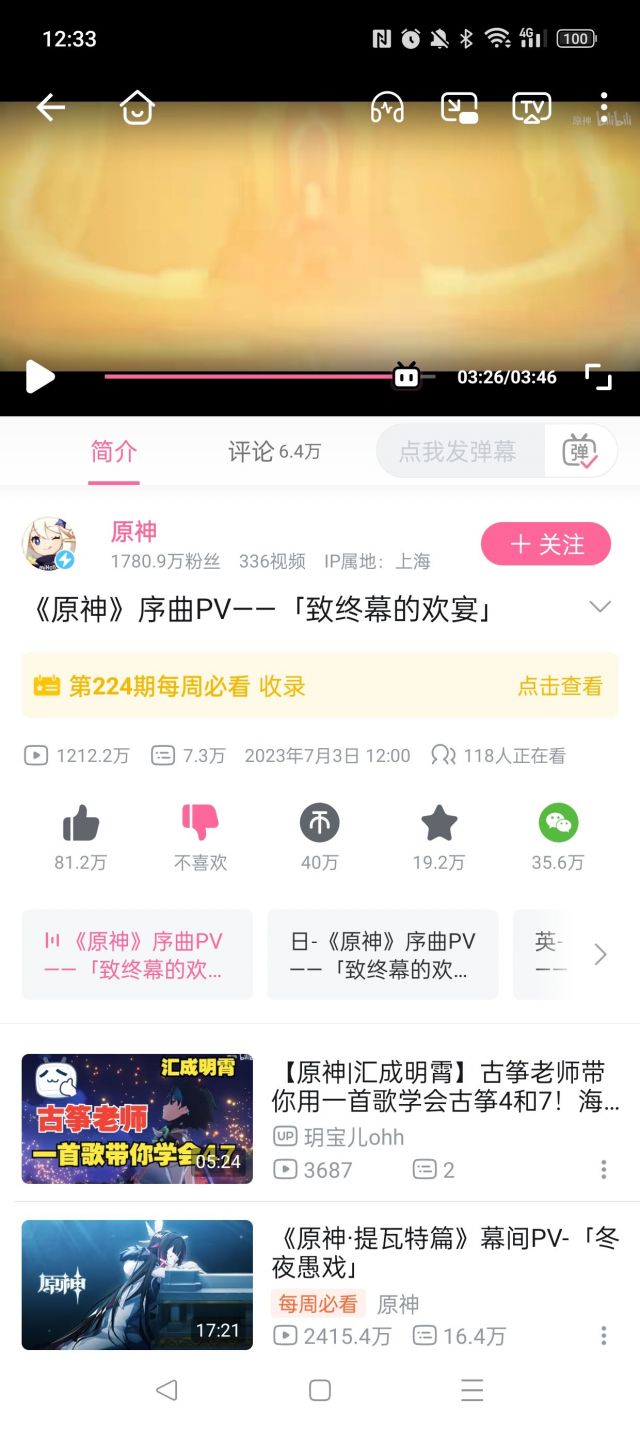 12:33
4G
100
TV
原神 bilibili
03:26/03:46
简介
评论 6.4万
点我发弹幕
弹
原神
1780.9万粉丝 336视频 IP属地：上海
+ 关注
《原神》序曲PV——「致终幕的欢宴」
第224期每周必看 收录
点击查看
1212.2万 7.3万 2023年7月3日 12:00 118人正在看
81.2万
不喜欢
40万
19.2万
35.6万
《原神》序曲PV
——「致终幕的欢...
日-《原神》序曲PV
——「致终幕的欢...
英-
——
汇成明霄
古筝老师
一首歌带你学会47
05:24
【原神|汇成明霄】古筝老师带
你用一首歌学会古筝4和7！海...
UP 玥宝儿ohh
3687 2
原神
17:21
《原神·提瓦特篇》幕间PV-「冬
夜愚戏」
每周必看 原神
2415.4万 16.4万